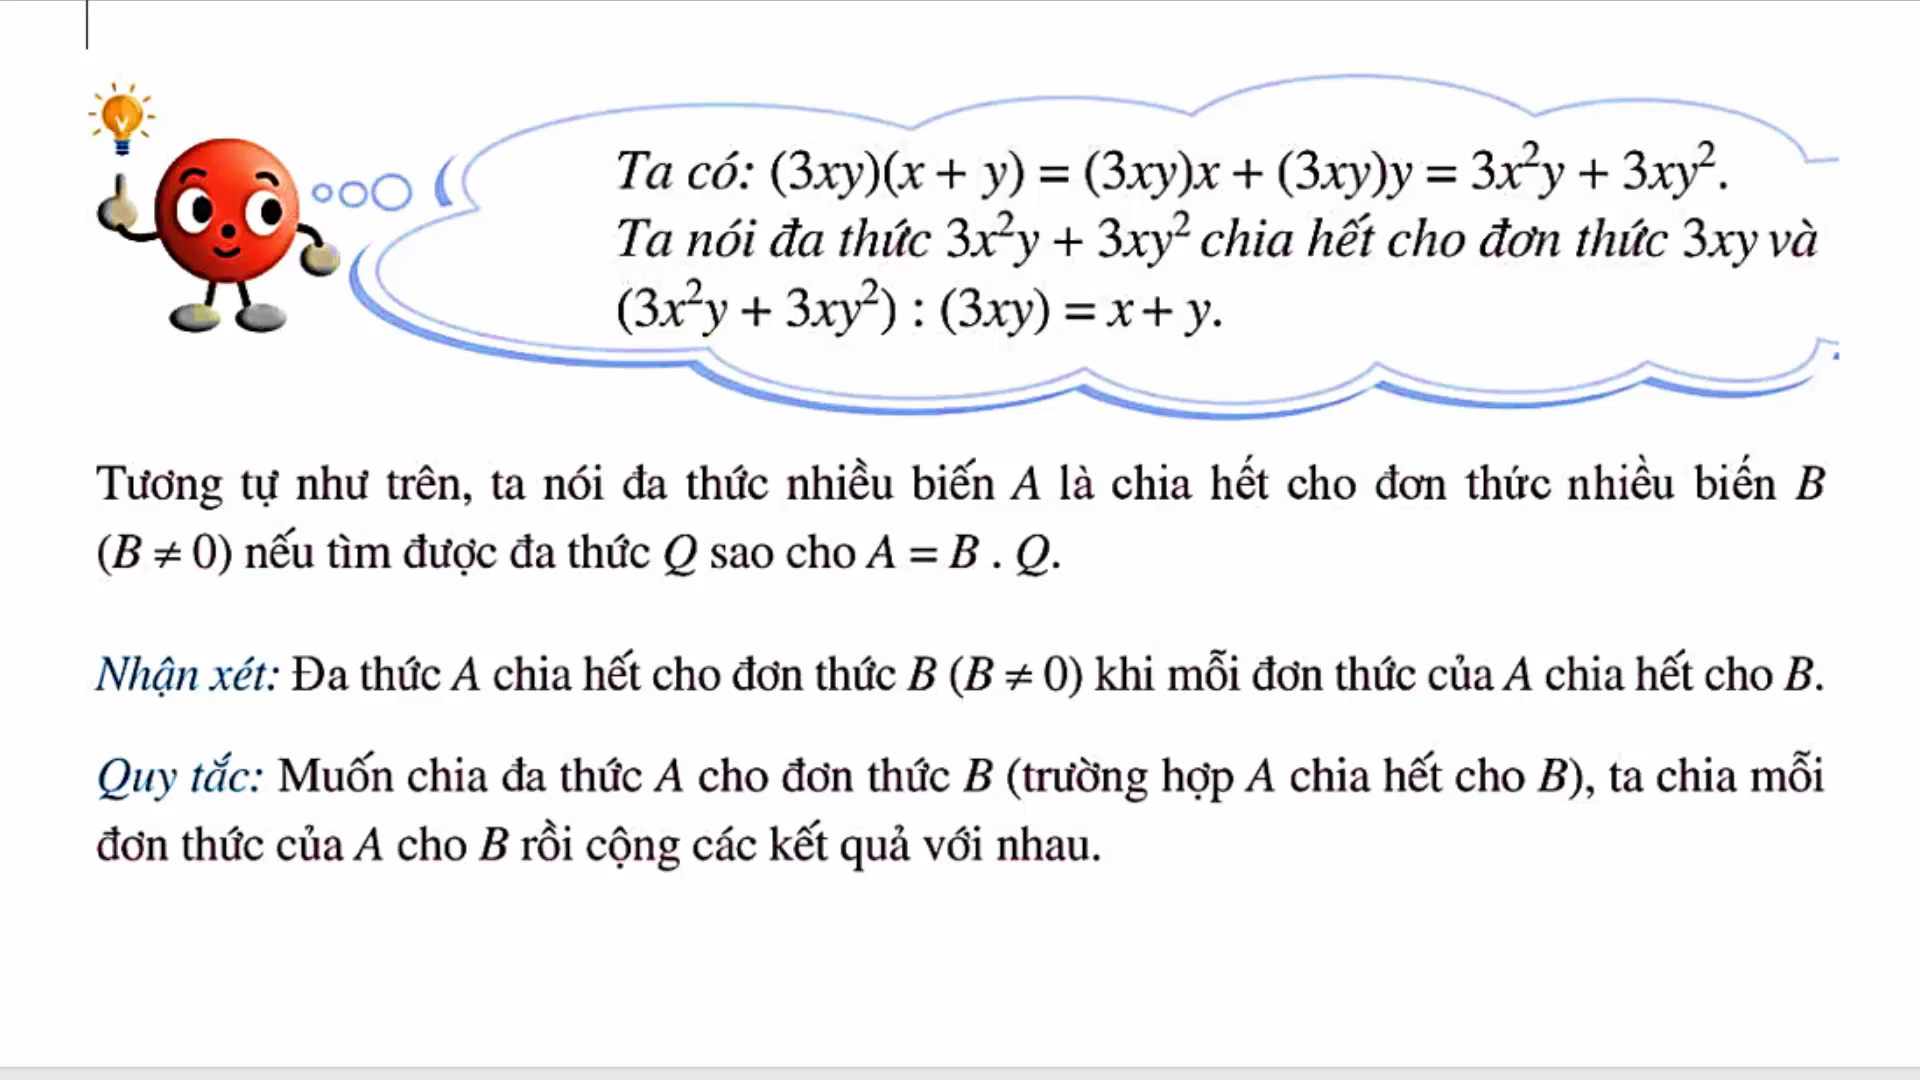 Ta có: (3xy)(x + y) = (3xy)x + (3xy)y = 3x²y + 3xy².
Ta nói đa thức 3x²y + 3xy² chia hết cho đơn thức 3xy và
(3x²y + 3xy²) : (3xy) = x + y.
Tương tự như trên, ta nói đa thức nhiều biến A là chia hết cho đơn thức nhiều biến B
(B ≠ 0) nếu tìm được đa thức Q sao cho A = B . Q.
Nhận xét: Đa thức A chia hết cho đơn thức B (B ≠ 0) khi mỗi đơn thức của A chia hết cho B.
Quy tắc: Muốn chia đa thức A cho đơn thức B (trường hợp A chia hết cho B), ta chia mỗi
đơn thức của A cho B rồi cộng các kết quả với nhau.